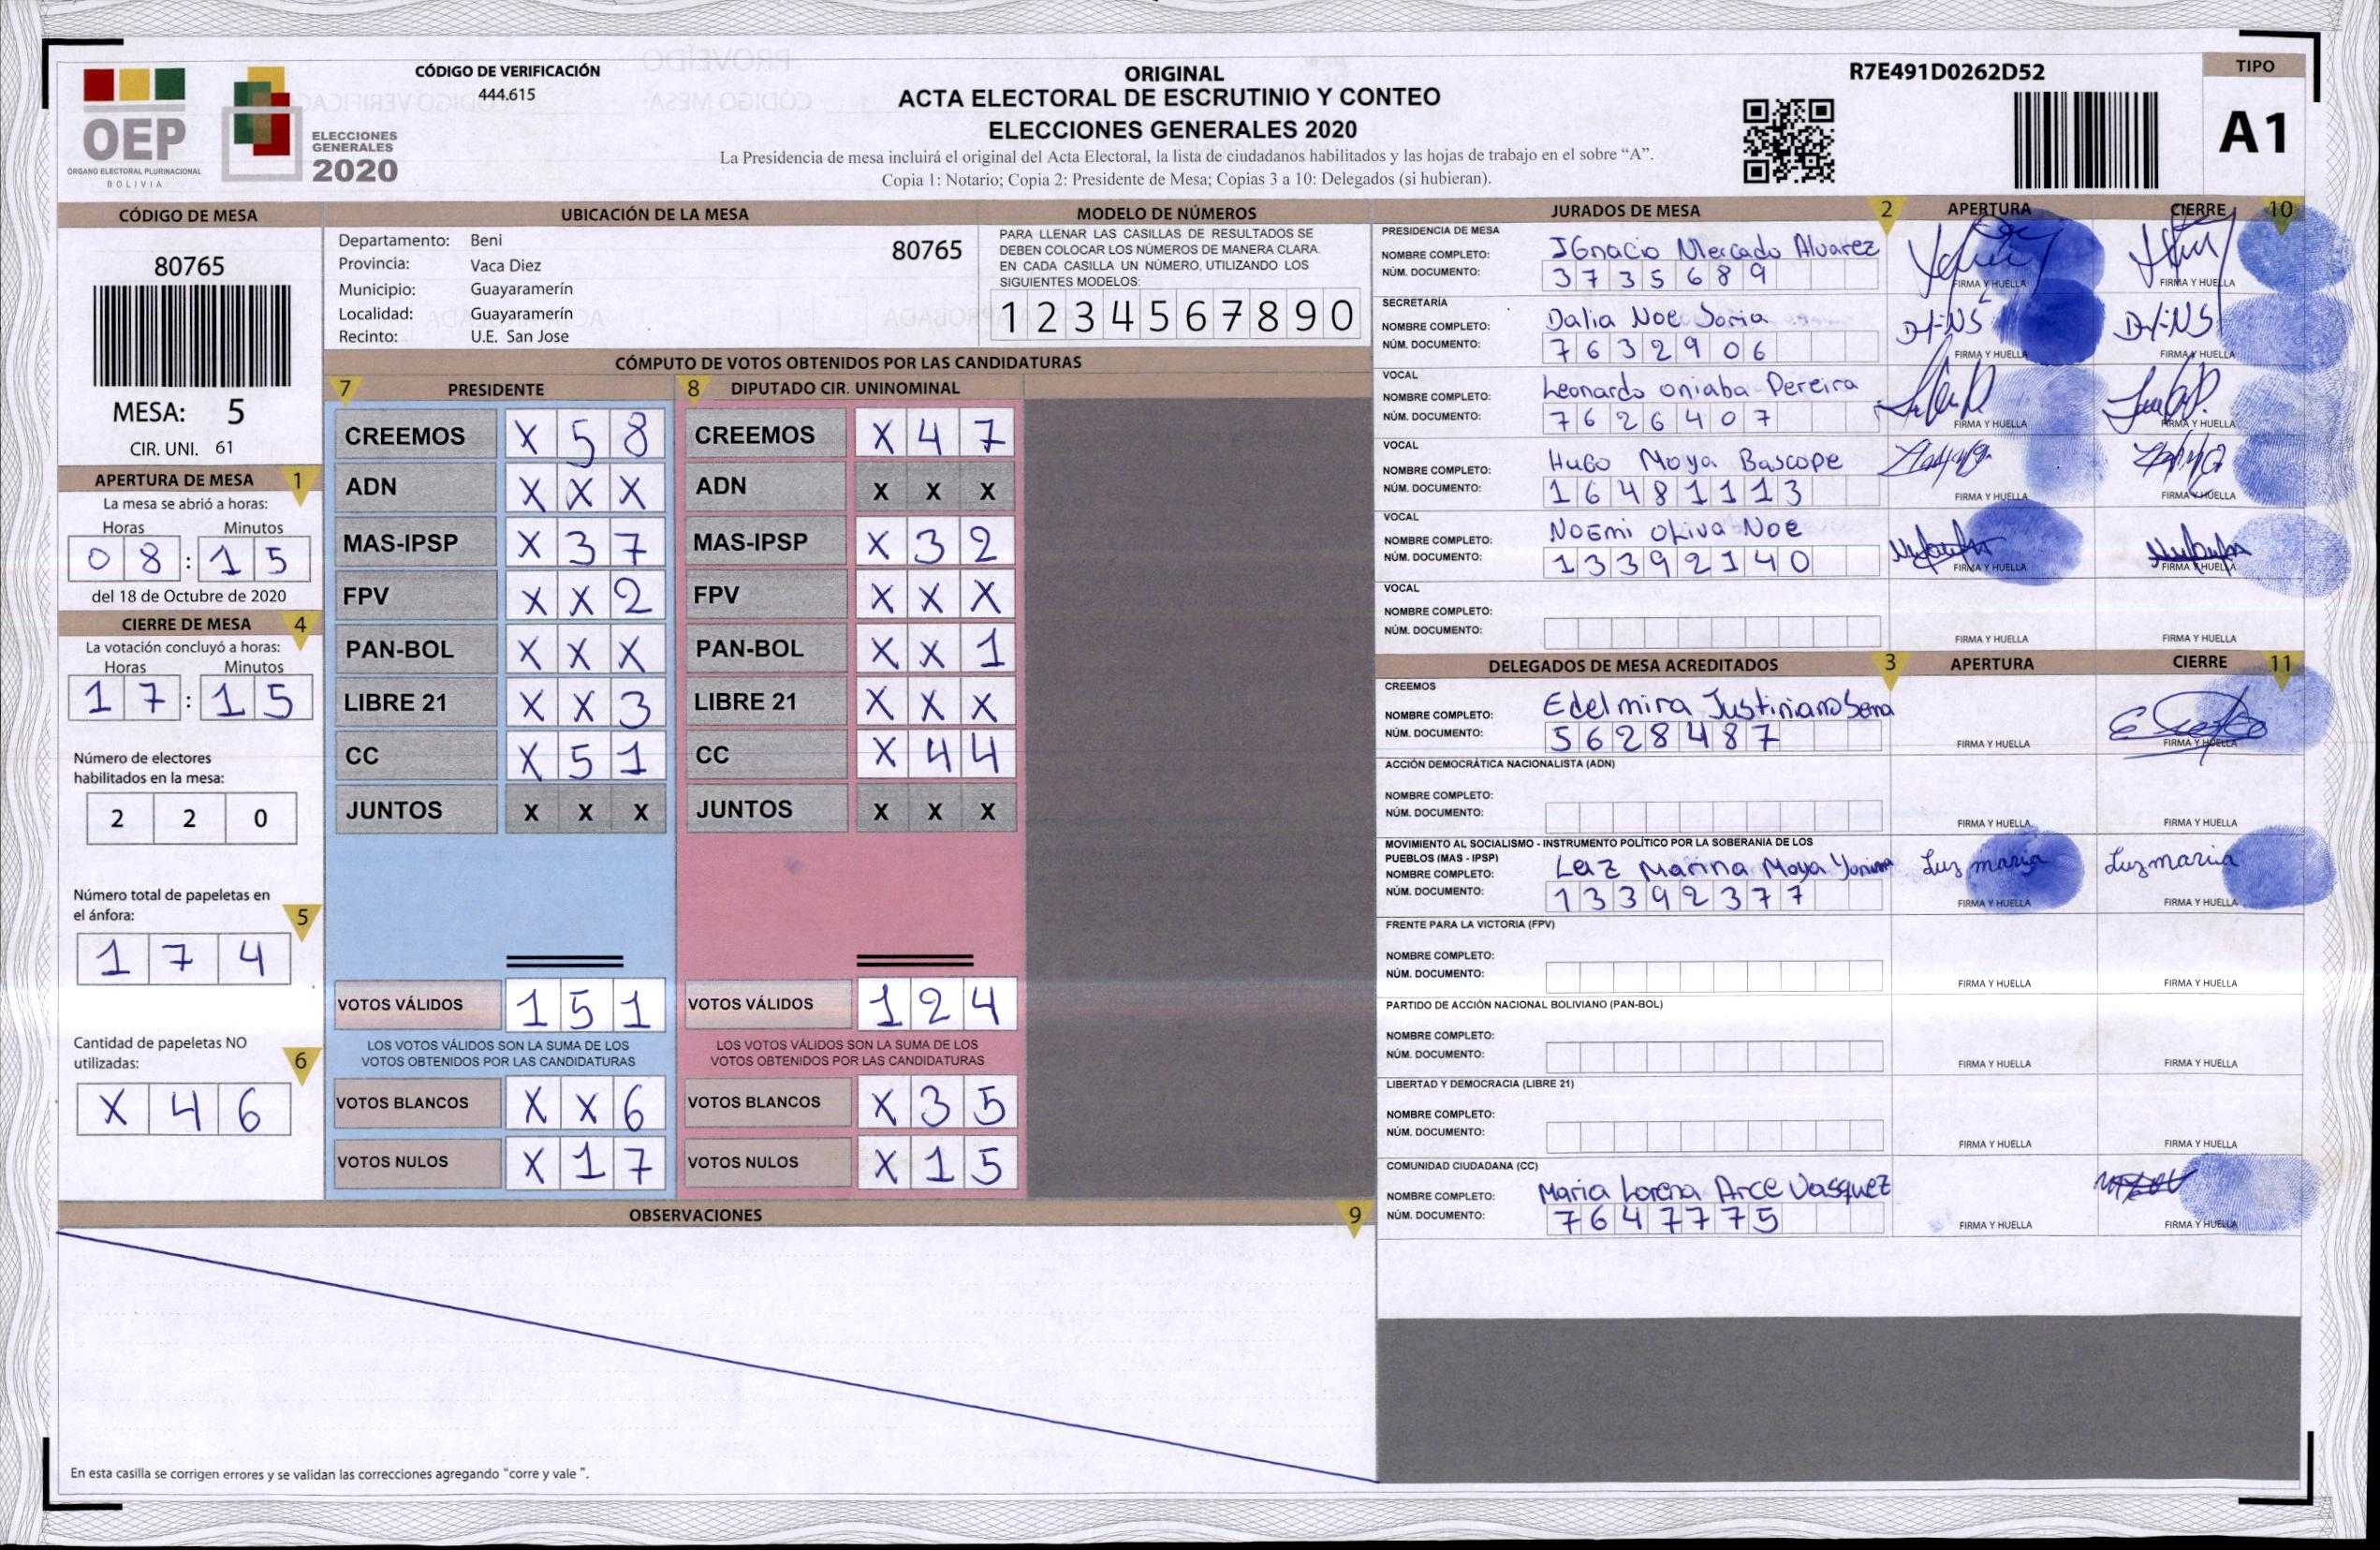 CÓDIGO DE VERIFICACIÓN
444.615
OEP
ÓRGANO ELECTORAL PLURINACIONAL
BOLIVIA
ELECCIONES
GENERALES
2020
ORIGINAL
ACTA ELECTORAL DE ESCRUTINIO Y CONTEO
ELECCIONES GENERALES 2020
La Presidencia de mesa incluirá el original del Acta Electoral, la lista de ciudadanos habilitados y las hojas de trabajo en el sobre “A”.
Copia 1: Notario; Copia 2: Presidente de Mesa; Copias 3 a 10: Delegados (si hubieran).
R7E491D0262D52
TIPO
A1
CÓDIGO DE MESA
80765
MESA: 5
CIR. UNI. 61
APERTURA DE MESA 1
La mesa se abrió a horas:
Horas Minutos
0 8 : 1 5
del 18 de Octubre de 2020
CIERRE DE MESA 4
La votación concluyó a horas:
Horas Minutos
1 7 : 1 5
Número de electores
habilitados en la mesa:
2 2 0
Número total de papeletas en
el ánfora: 5
1 7 4
Cantidad de papeletas NO
utilizadas: 6
X 4 6
UBICACIÓN DE LA MESA
Departamento: Beni
80765
Provincia: Vaca Diez
Municipio: Guayaramerín
Localidad: Guayaramerín
Recinto: U.E. San Jose
MODELO DE NÚMEROS
PARA LLENAR LAS CASILLAS DE RESULTADOS SE
DEBEN COLOCAR LOS NÚMEROS DE MANERA CLARA.
EN CADA CASILLA UN NÚMERO, UTILIZANDO LOS
SIGUIENTES MODELOS:
1 2 3 4 5 6 7 8 9 0
CÓMPUTO DE VOTOS OBTENIDOS POR LAS CANDIDATURAS
7 PRESIDENTE
CREEMOS X 5 8
ADN X X X
MAS-IPSP X 3 7
FPV X X 2
PAN-BOL X X X
LIBRE 21 X X 3
CC X 5 1
JUNTOS X X X
VOTOS VÁLIDOS 1 5 1
LOS VOTOS VÁLIDOS SON LA SUMA DE LOS
VOTOS OBTENIDOS POR LAS CANDIDATURAS
VOTOS BLANCOS X X 6
VOTOS NULOS X 1 7
8 DIPUTADO CIR. UNINOMINAL
CREEMOS X 4 7
ADN X X X
MAS-IPSP X 3 2
FPV X X X
PAN-BOL X X 1
LIBRE 21 X X X
CC X 4 4
JUNTOS X X X
VOTOS VÁLIDOS 1 2 4
LOS VOTOS VÁLIDOS SON LA SUMA DE LOS
VOTOS OBTENIDOS POR LAS CANDIDATURAS
VOTOS BLANCOS X 3 5
VOTOS NULOS X 1 5
OBSERVACIONES 9
En esta casilla se corrigen errores y se validan las correcciones agregando “corre y vale ”.
JURADOS DE MESA 2 APERTURA CIERRE 10
PRESIDENCIA DE MESA
NOMBRE COMPLETO: IGnacio Mercado Alvarez
NÚM. DOCUMENTO: 3735689
FIRMA Y HUELLA FIRMA Y HUELLA
SECRETARÍA
NOMBRE COMPLETO: Dalia Noe Soria
NÚM. DOCUMENTO: 7632906
FIRMA Y HUELLA FIRMA Y HUELLA
VOCAL
NOMBRE COMPLETO: Leonardo oniaba Pereira
NÚM. DOCUMENTO: 7626407
FIRMA Y HUELLA FIRMA Y HUELLA
VOCAL
NOMBRE COMPLETO: HuGo Moya Bascope
NÚM. DOCUMENTO: 16481113
FIRMA Y HUELLA FIRMA Y HUELLA
VOCAL
NOMBRE COMPLETO: NoEmi oliva Noe
NÚM. DOCUMENTO: 13392140
FIRMA Y HUELLA FIRMA Y HUELLA
VOCAL
NOMBRE COMPLETO:
NÚM. DOCUMENTO:
FIRMA Y HUELLA FIRMA Y HUELLA
DELEGADOS DE MESA ACREDITADOS 3 APERTURA CIERRE 11
CREEMOS
NOMBRE COMPLETO: Edelmira Justiniano
NÚM. DOCUMENTO: 5628487
FIRMA Y HUELLA FIRMA Y HUELLA
ACCIÓN DEMOCRÁTICA NACIONALISTA (ADN)
NOMBRE COMPLETO:
NÚM. DOCUMENTO:
FIRMA Y HUELLA FIRMA Y HUELLA
MOVIMIENTO AL SOCIALISMO - INSTRUMENTO POLÍTICO POR LA SOBERANIA DE LOS
PUEBLOS (MAS - IPSP)
NOMBRE COMPLETO: Luz Marina Moya
NÚM. DOCUMENTO: 13392377
Luz maria Luz maria
FIRMA Y HUELLA FIRMA Y HUELLA
FRENTE PARA LA VICTORIA (FPV)
NOMBRE COMPLETO:
NÚM. DOCUMENTO:
FIRMA Y HUELLA FIRMA Y HUELLA
PARTIDO DE ACCIÓN NACIONAL BOLIVIANO (PAN-BOL)
NOMBRE COMPLETO:
NÚM. DOCUMENTO:
FIRMA Y HUELLA FIRMA Y HUELLA
LIBERTAD Y DEMOCRACIA (LIBRE 21)
NOMBRE COMPLETO:
NÚM. DOCUMENTO:
FIRMA Y HUELLA FIRMA Y HUELLA
COMUNIDAD CIUDADANA (CC)
NOMBRE COMPLETO: Maria Lorena Arce Vasquez
NÚM. DOCUMENTO: 7647775
FIRMA Y HUELLA FIRMA Y HUELLA